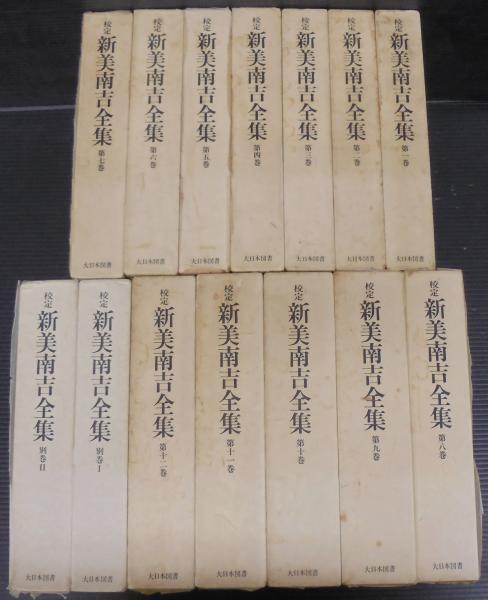 校定 新美南吉全集 第一巻 大日本図書
校定 新美南吉全集 第二巻 大日本図書
校定 新美南吉全集 第三巻 大日本図書
校定 新美南吉全集 第四巻 大日本図書
校定 新美南吉全集 第五巻 大日本図書
校定 新美南吉全集 第六巻 大日本図書
校定 新美南吉全集 第七巻 大日本図書
校定 新美南吉全集 第八巻 大日本図書
校定 新美南吉全集 第九巻 大日本図書
校定 新美南吉全集 第十巻 大日本図書
校定 新美南吉全集 第十一巻 大日本図書
校定 新美南吉全集 第十二巻 大日本図書
校定 新美南吉全集 別巻I 大日本図書
校定 新美南吉全集 別巻II 大日本図書